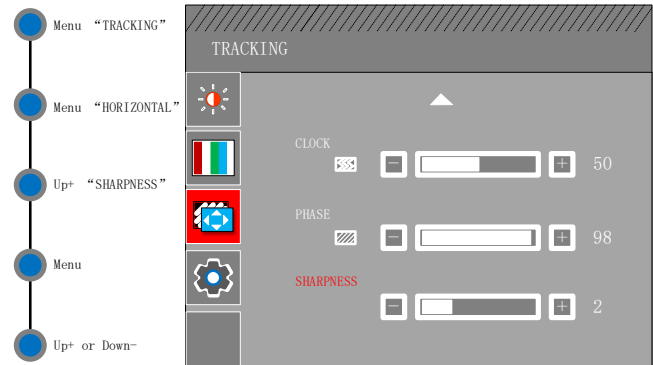 Menu “TRACKING”
Menu “HORIZONTAL”
Up+ “SHARPNESS”
Menu
Up+ or Down-
TRACKING
CLOCK
50
PHASE
98
SHARPNESS
2